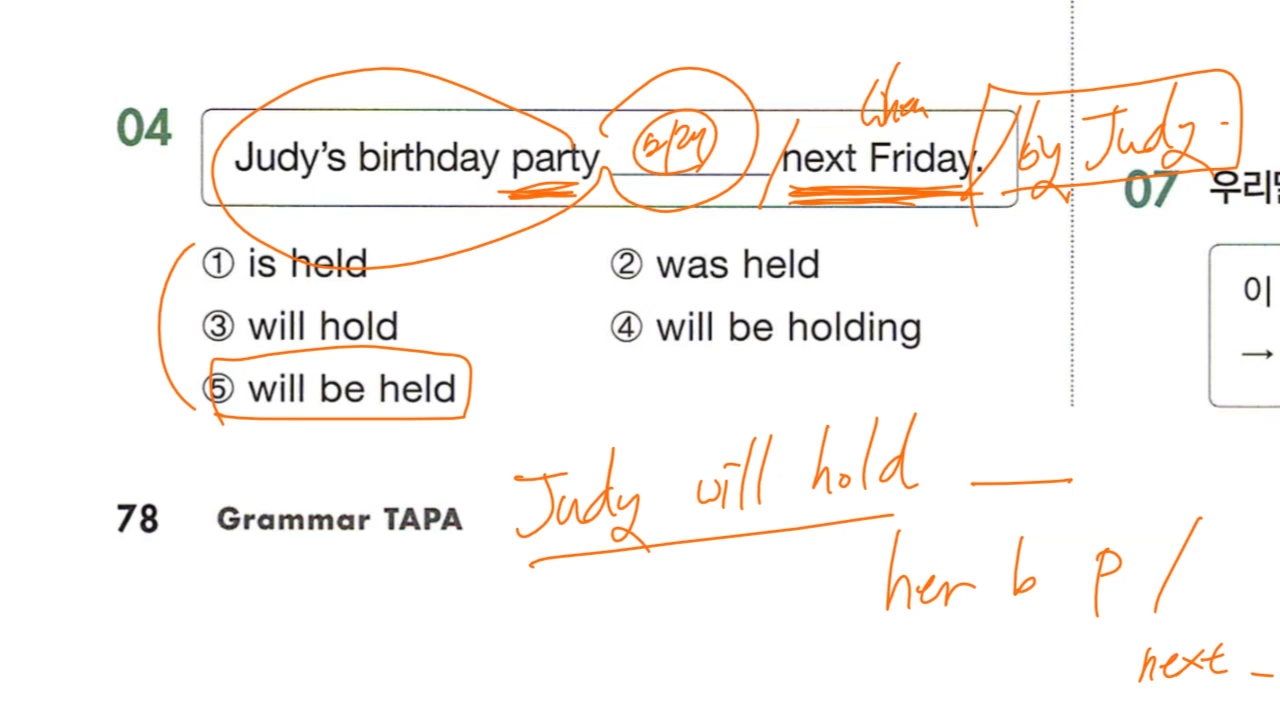 when
04 Judy's birthday party ______ next Friday. by Judy.
① is held ② was held
③ will hold ④ will be holding
⑤ will be held
07 우리
이
→
Judy will hold —
her b p /
next -
78 Grammar TAPA